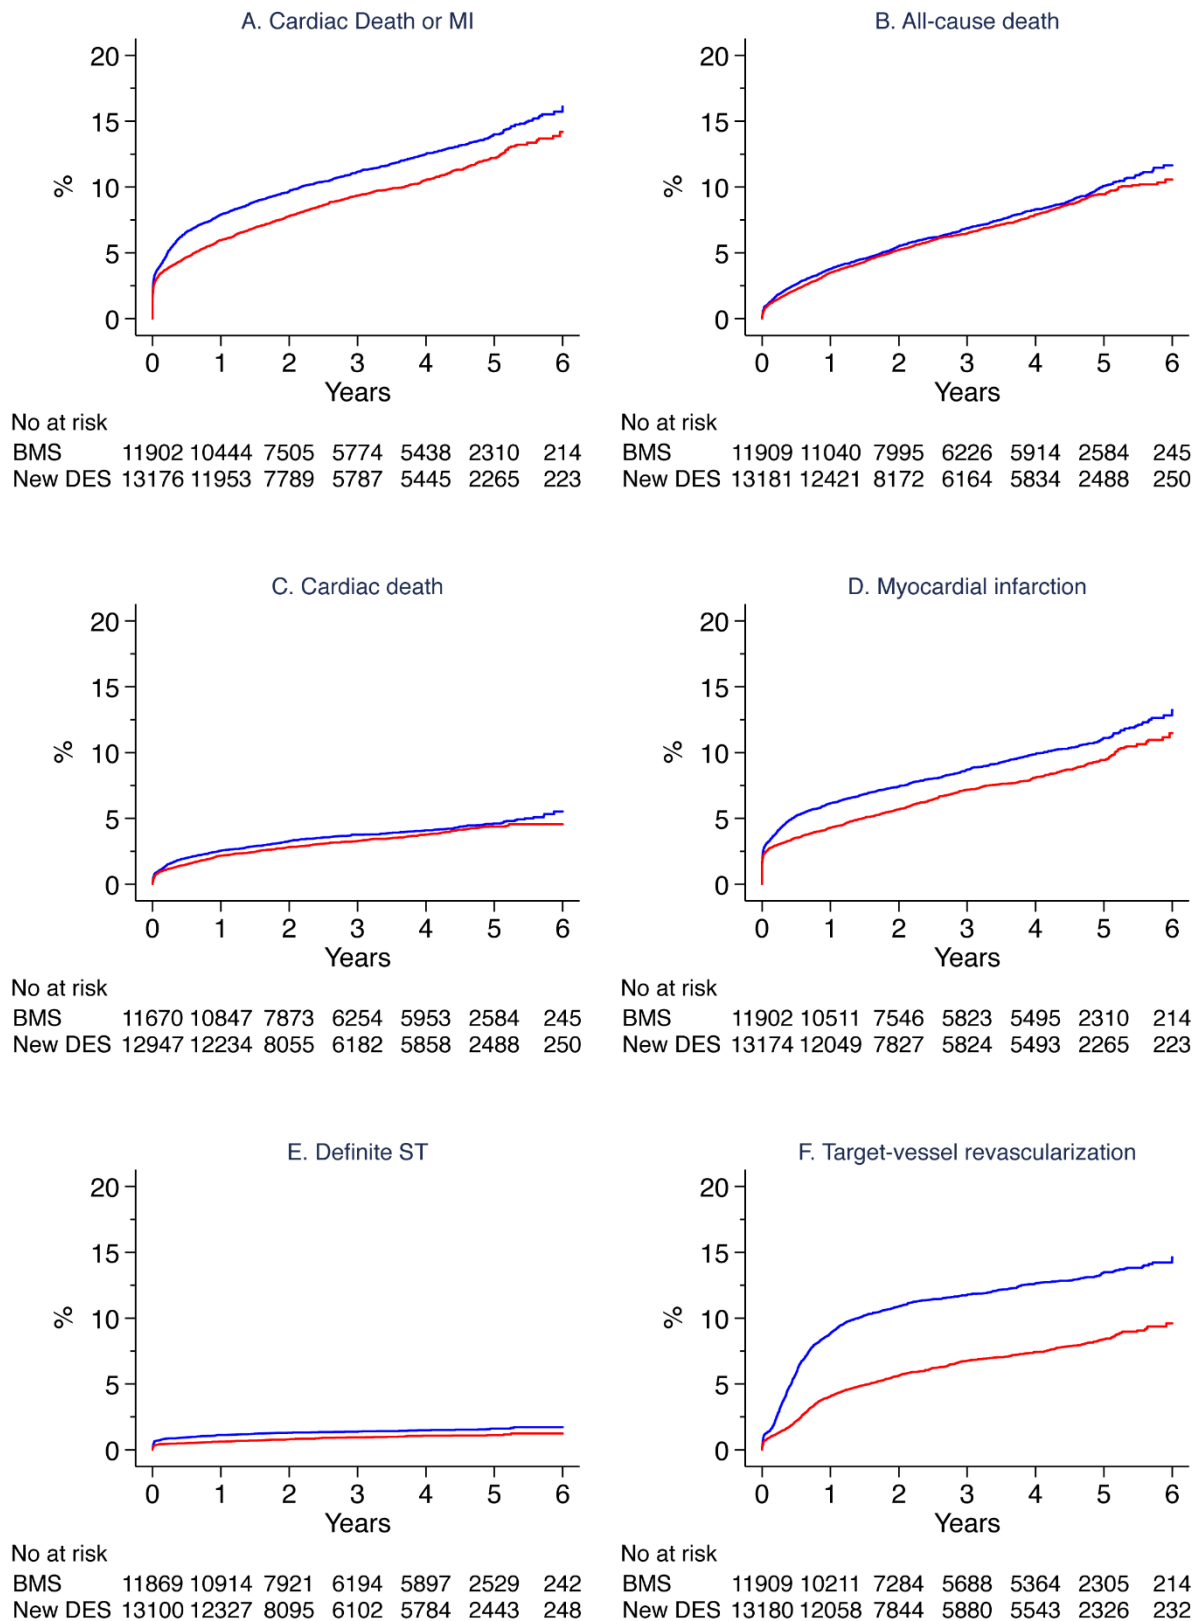 A. Cardiac Death or MI
20
15
10
5
0
%
0 1 2 3 4 5 6
Years
No at risk
BMS 11902 10444 7505 5774 5438 2310 214
New DES 13176 11953 7789 5787 5445 2265 223
B. All-cause death
20
15
10
5
0
%
0 1 2 3 4 5 6
Years
No at risk
BMS 11909 11040 7995 6226 5914 2584 245
New DES 13181 12421 8172 6164 5834 2488 250
C. Cardiac death
20
15
10
5
0
%
0 1 2 3 4 5 6
Years
No at risk
BMS 11670 10847 7873 6254 5953 2584 245
New DES 12947 12234 8055 6182 5858 2488 250
D. Myocardial infarction
20
15
10
5
0
%
0 1 2 3 4 5 6
Years
No at risk
BMS 11902 10511 7546 5823 5495 2310 214
New DES 13174 12049 7827 5824 5493 2265 223
E. Definite ST
20
15
10
5
0
%
0 1 2 3 4 5 6
Years
No at risk
BMS 11869 10914 7921 6194 5897 2529 242
New DES 13100 12327 8095 6102 5784 2443 248
F. Target-vessel revascularization
20
15
10
5
0
%
0 1 2 3 4 5 6
Years
No at risk
BMS 11909 10211 7284 5688 5364 2305 214
New DES 13180 12058 7844 5880 5543 2326 232